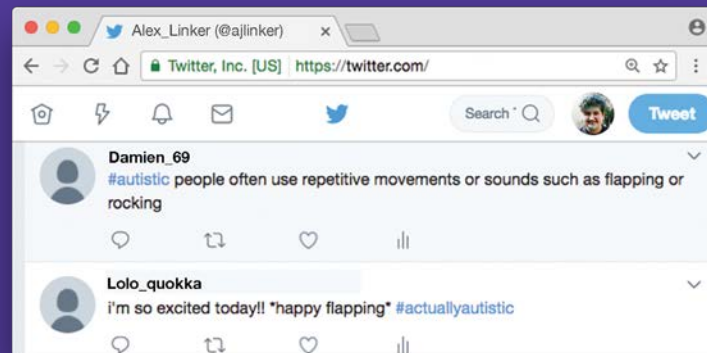 Alex_Linker (@ajlinker)
Twitter, Inc. [US] https://twitter.com/
Search
Tweet
Damien_69
#autistic people often use repetitive movements or sounds such as flapping or
rocking
Lolo_quokka
i'm so excited today!! *happy flapping* #actuallyautistic